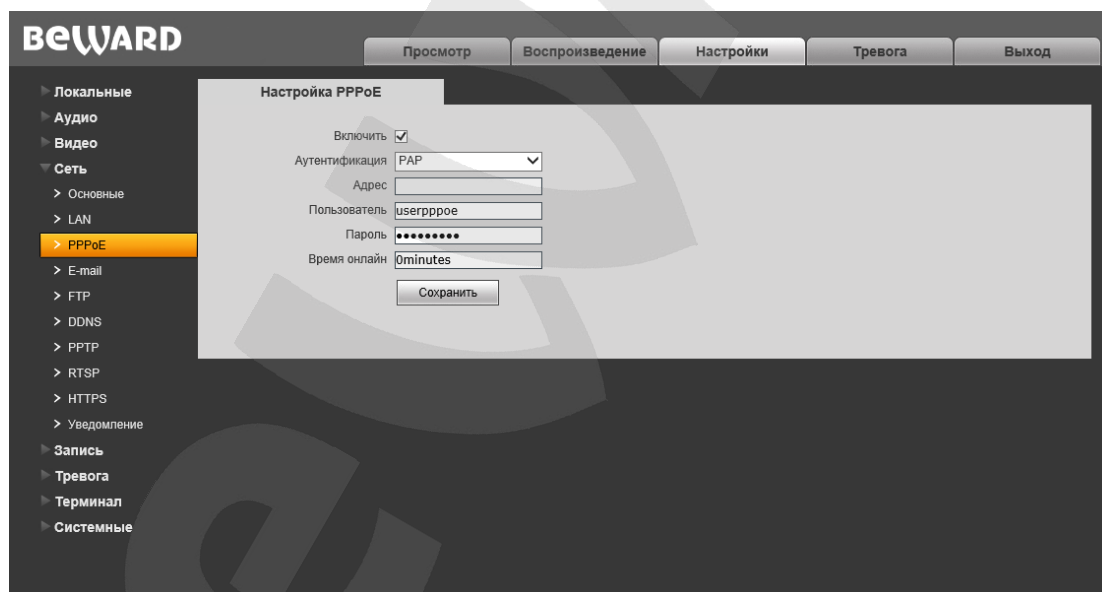 BEWARD
Просмотр
Воспроизведение
Настройки
Тревога
Выход
Локальные
Аудио
Видео
Сеть
Основные
LAN
PPPoE
E-mail
FTP
DDNS
PPTP
RTSP
HTTPS
Уведомление
Запись
Тревога
Терминал
Системные
Настройка PPPoE
Включить
Аутентификация PAP
Адрес
Пользователь userpppoe
Пароль •••••••••
Время онлайн 0minutes
Сохранить